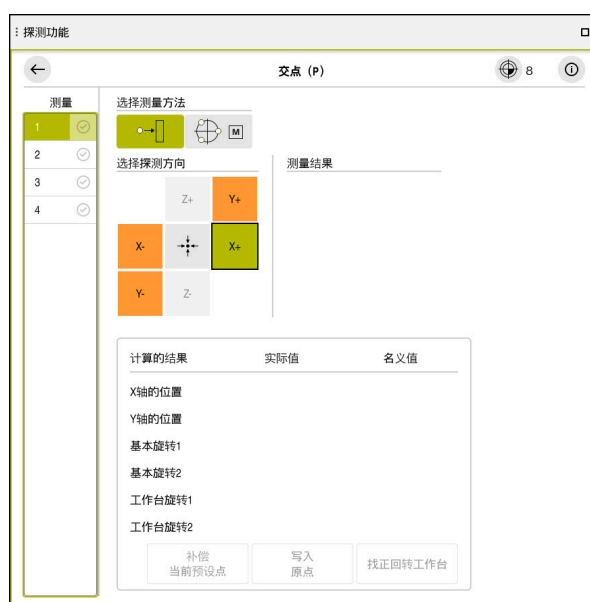 探测功能
交点 (P)
8
测量
1
2
3
4
选择测量方法
M
选择探测方向
Z+
Y+
X-
X+
Y-
Z-
测量结果
计算的结果 实际值 名义值
X轴的位置
Y轴的位置
基本旋转1
基本旋转2
工作台旋转1
工作台旋转2
补偿
当前预设点
写入
原点
找正回转工作台